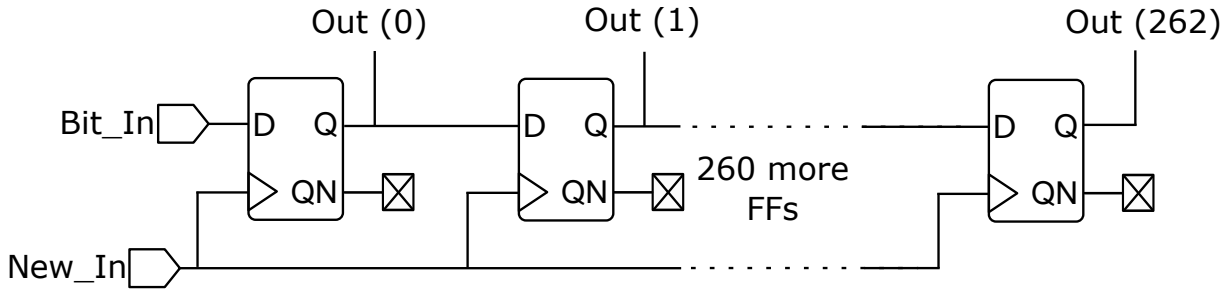 Out (0)
Out (1)
Out (262)
Bit_In
D
Q
D
Q
D
Q
QN
QN
QN
260 more
FFs
New_In